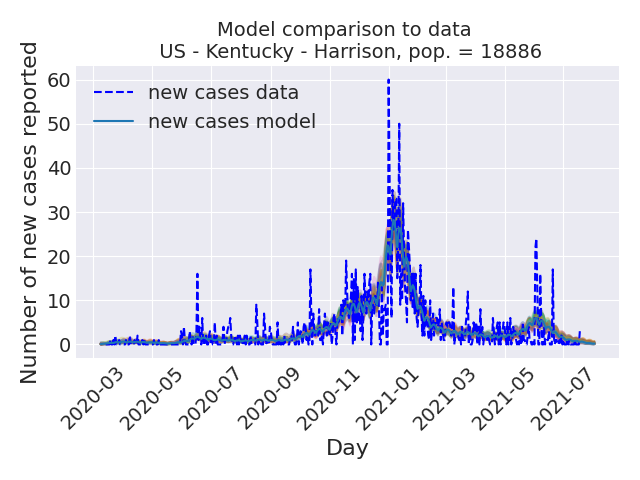 Model comparison to data
US - Kentucky - Harrison, pop. = 18886
Number of new cases reported
60
50
40
30
20
10
0
new cases data
new cases model
2020-03
2020-05
2020-07
2020-09
2020-11
2021-01
2021-03
2021-05
2021-07
Day